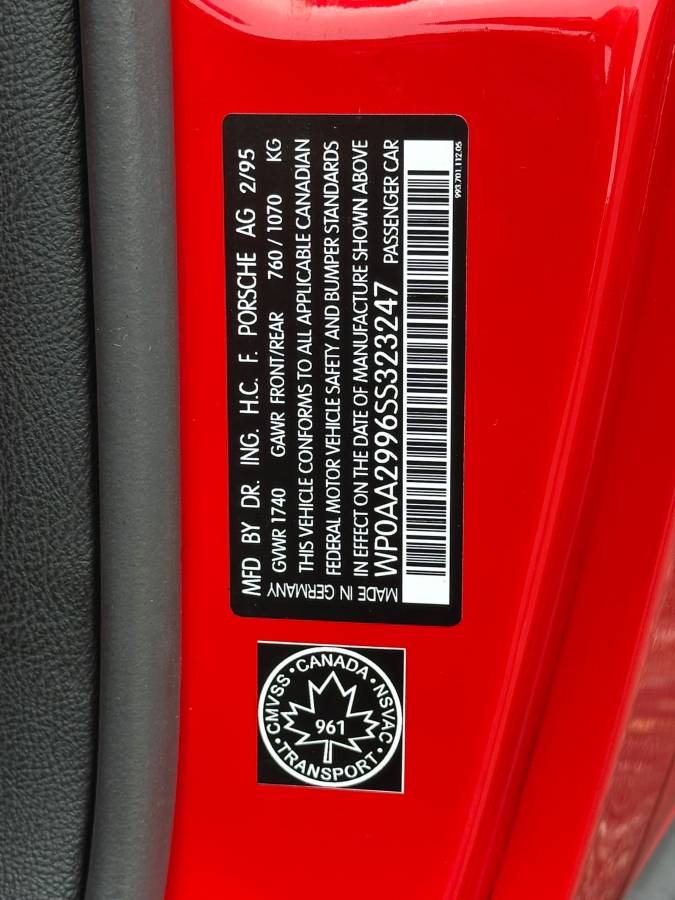 MFD BY DR. ING. H.C. F. PORSCHE AG 2/95
GVWR 1740 GAWR FRONT/REAR 760 / 1070 KG
THIS VEHICLE CONFORMS TO ALL APPLICABLE CANADIAN
FEDERAL MOTOR VEHICLE SAFETY AND BUMPER STANDARDS
IN EFFECT ON THE DATE OF MANUFACTURE SHOWN ABOVE
WP0AA2996SS323247 PASSENGER CAR
MADE IN GERMANY
993.701.112.05
CMVSS · CANADA · NSVAC
961
· TRANSPORT ·